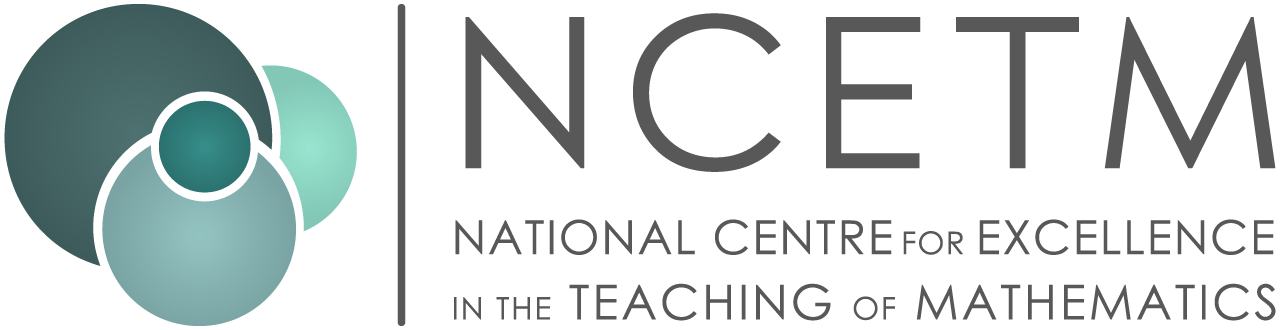 NCETM
NATIONAL CENTRE FOR EXCELLENCE
IN THE TEACHING OF MATHEMATICS